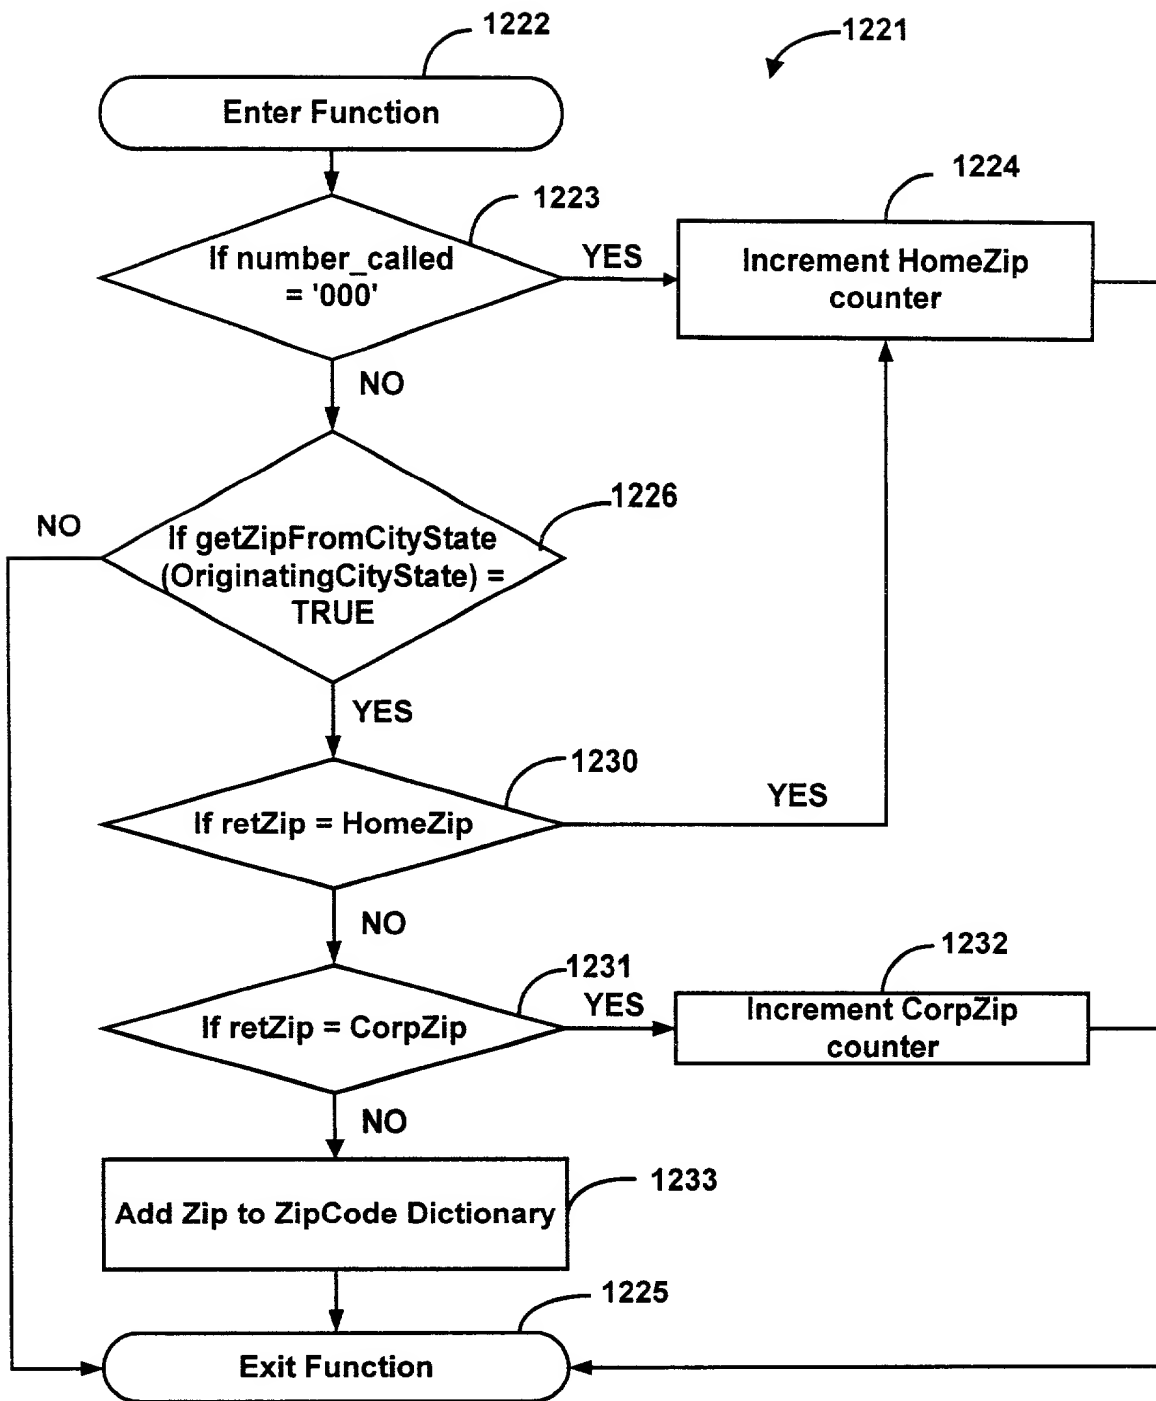 1222
1221
Enter Function
1223
1224
If number_called
= '000'
YES
Increment HomeZip
counter
NO
1226
NO
If getZipFromCityState
(OriginatingCityState) =
TRUE
YES
1230
If retZip = HomeZip
YES
NO
1231
1232
If retZip = CorpZip
YES
Increment CorpZip
counter
NO
1233
Add Zip to ZipCode Dictionary
1225
Exit Function